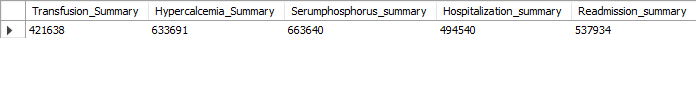 Transfusion_Summary Hypercalcemia_Summary Serumphosphorus_summary Hospitalization_summary Readmission_summary
421638 633691 663640 494540 537934